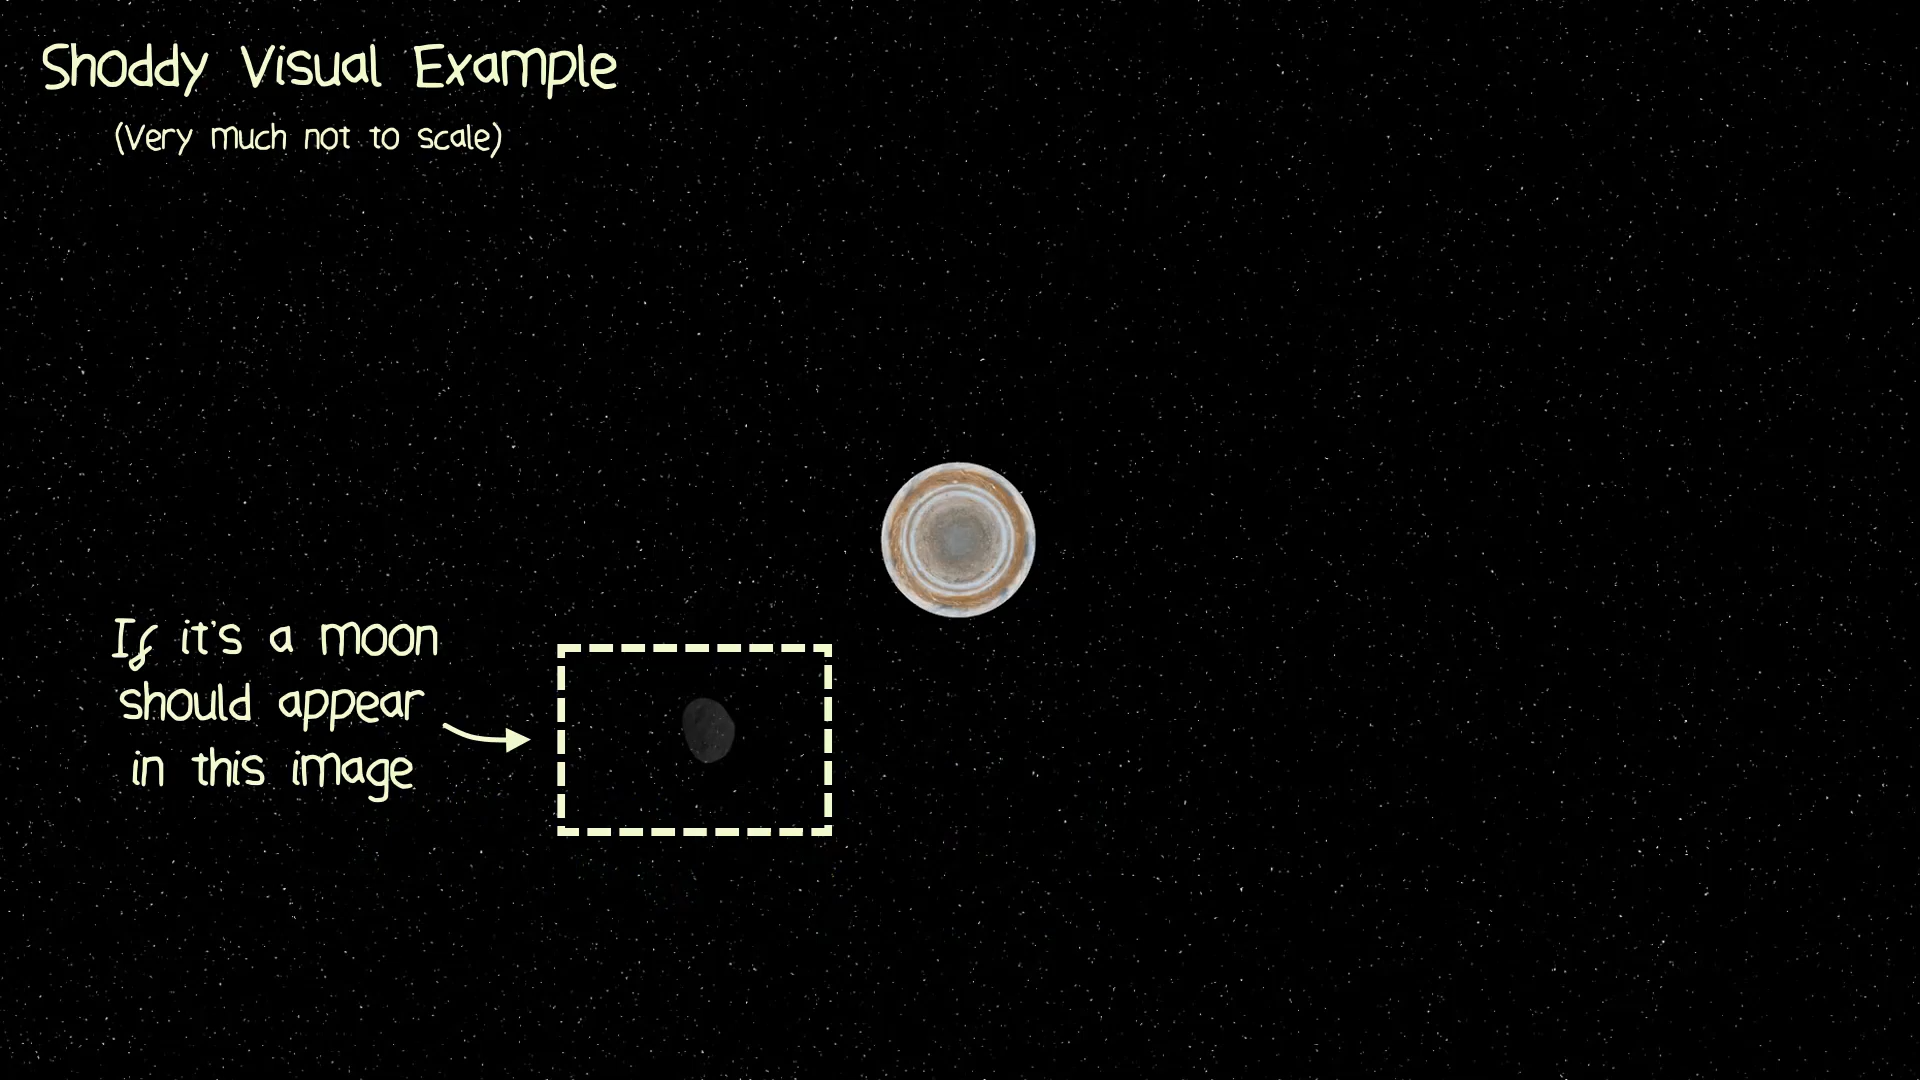 Shoddy Visual Example
(Very much not to scale)
If it's a moon
should appear
in this image